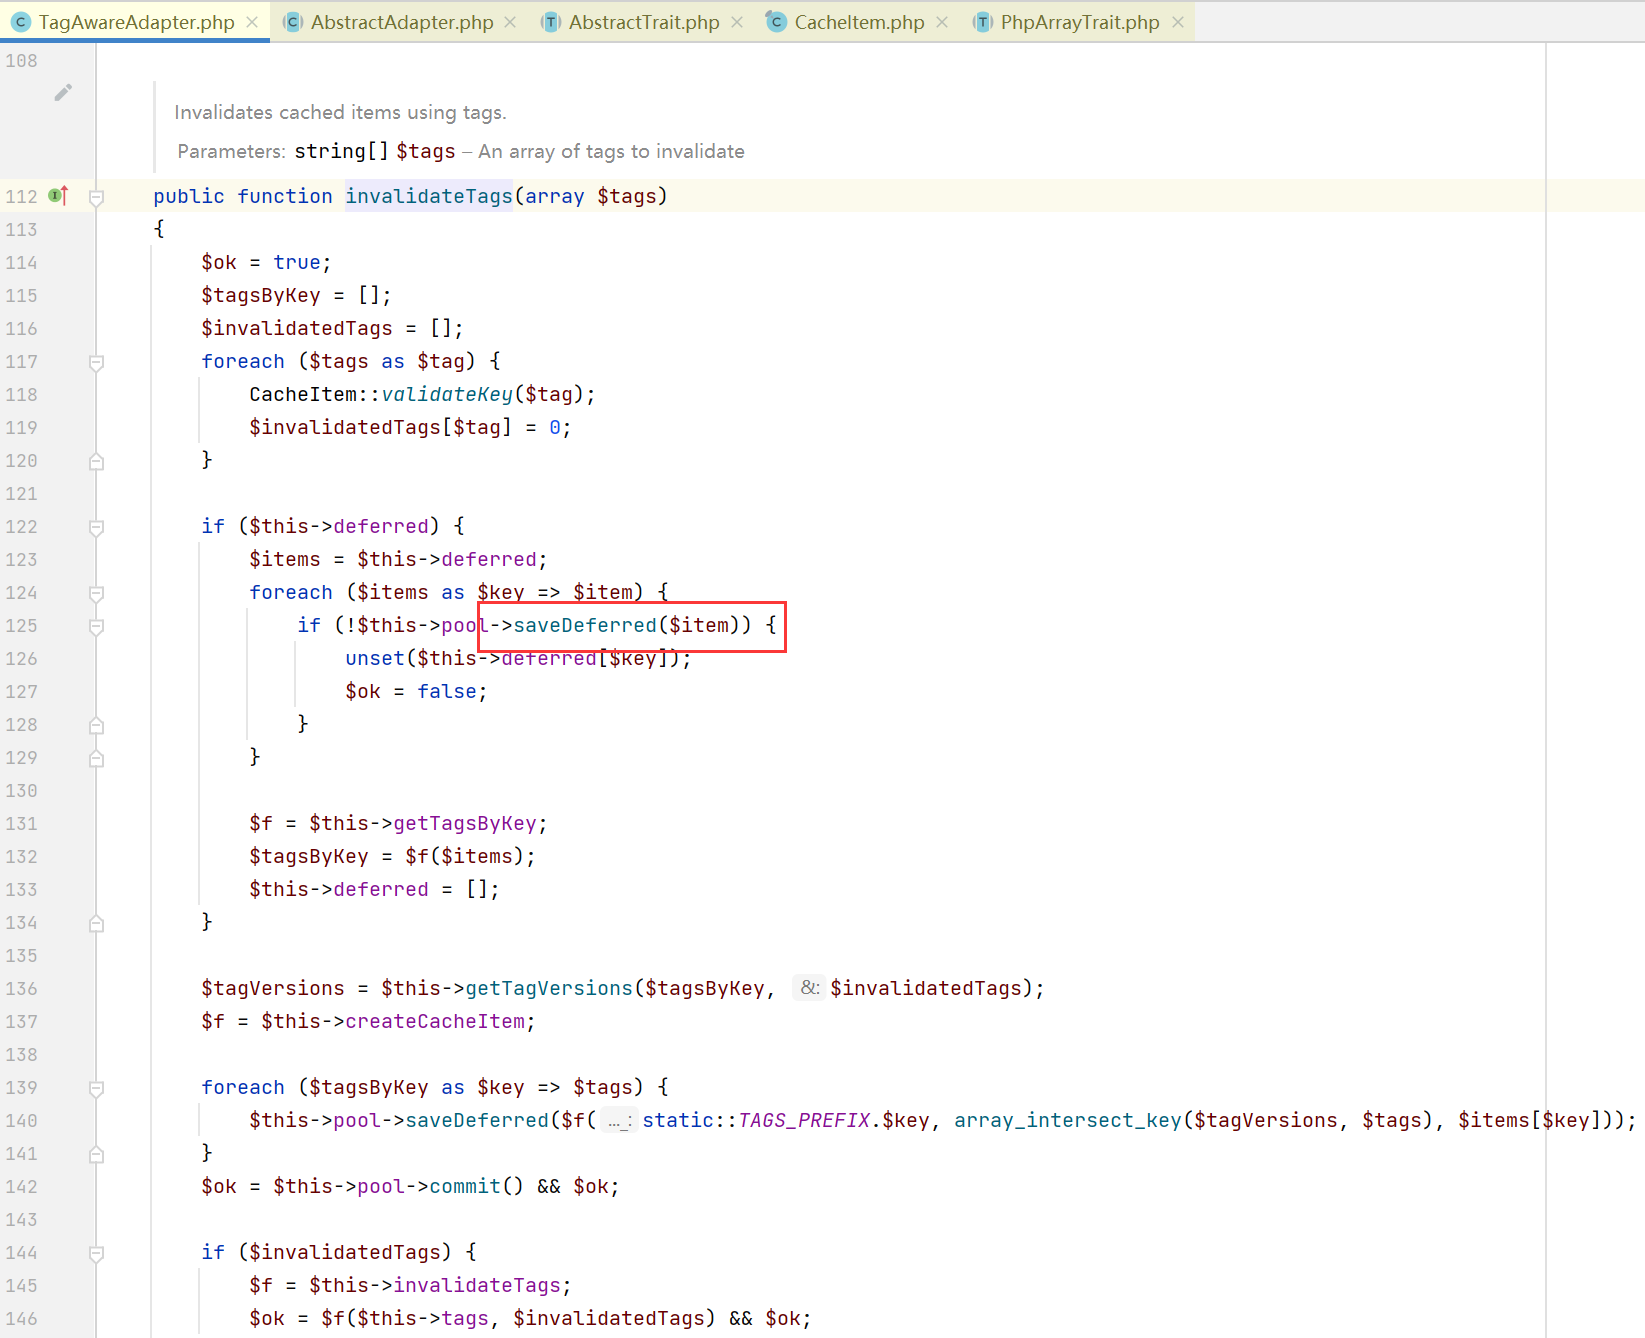 TagAwareAdapter.php AbstractAdapter.php AbstractTrait.php CacheItem.php PhpArrayTrait.php
108
Invalidates cached items using tags.
Parameters: string[] $tags – An array of tags to invalidate
112 public function invalidateTags(array $tags)
113 {
114 $ok = true;
115 $tagsByKey = [];
116 $invalidatedTags = [];
117 foreach ($tags as $tag) {
118 CacheItem::validateKey($tag);
119 $invalidatedTags[$tag] = 0;
120 }
121
122 if ($this->deferred) {
123 $items = $this->deferred;
124 foreach ($items as $key => $item) {
125 if (!$this->pool->saveDeferred($item)) {
126 unset($this->deferred[$key]);
127 $ok = false;
128 }
129 }
130
131 $f = $this->getTagsByKey;
132 $tagsByKey = $f($items);
133 $this->deferred = [];
134 }
135
136 $tagVersions = $this->getTagVersions($tagsByKey, &: $invalidatedTags);
137 $f = $this->createCacheItem;
138
139 foreach ($tagsByKey as $key => $tags) {
140 $this->pool->saveDeferred($f( …_: static::TAGS_PREFIX.$key, array_intersect_key($tagVersions, $tags), $items[$key]));
141 }
142 $ok = $this->pool->commit() && $ok;
143
144 if ($invalidatedTags) {
145 $f = $this->invalidateTags;
146 $ok = $f($this->tags, $invalidatedTags) && $ok;